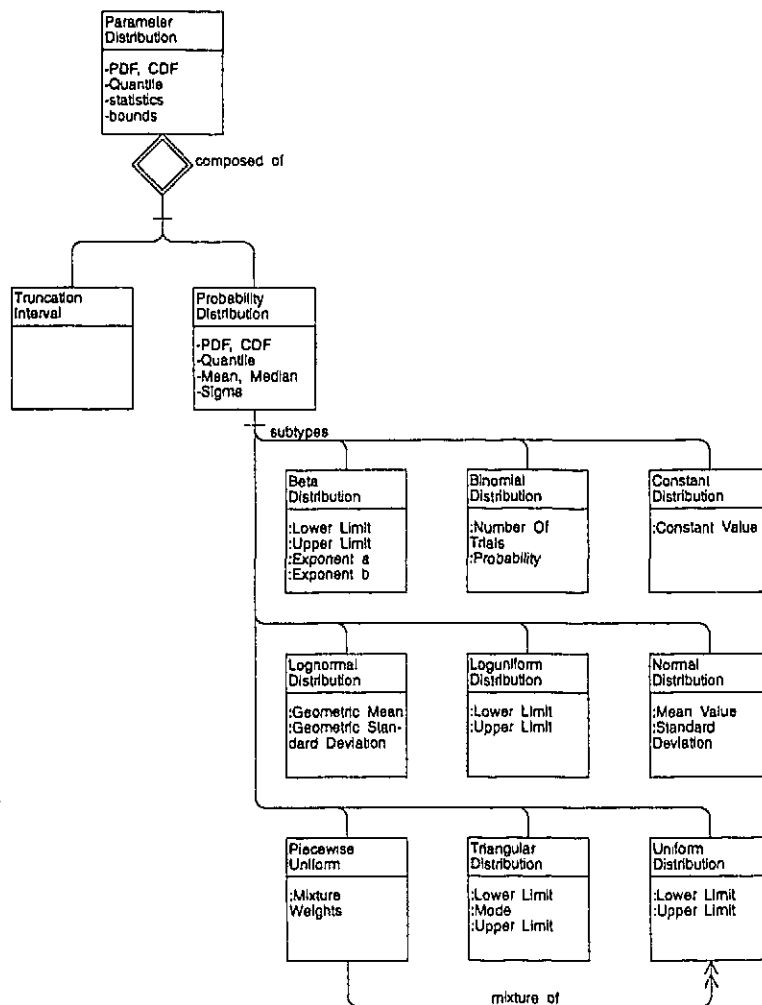 Parameter
Distribution
-PDF, CDF
-Quantile
-statistics
-bounds
composed of
Truncation
Interval
Probability
Distribution
-PDF, CDF
-Quantile
-Mean, Median
-Sigma
subtypes
Beta
Distribution
:Lower Limit
:Upper Limit
:Exponent a
:Exponent b
Binomial
Distribution
:Number Of
Trials
:Probability
Constant
Distribution
:Constant Value
Lognormal
Distribution
:Geometric Mean
:Geometric Stan-
dard Deviation
Loguniform
Distribution
:Lower Limit
:Upper Limit
Normal
Distribution
:Mean Value
:Standard
Deviation
Piecewise
Uniform
:Mixture
Weights
Triangular
Distribution
:Lower Limit
:Mode
:Upper Limit
Uniform
Distribution
:Lower Limit
:Upper Limit
mixture of